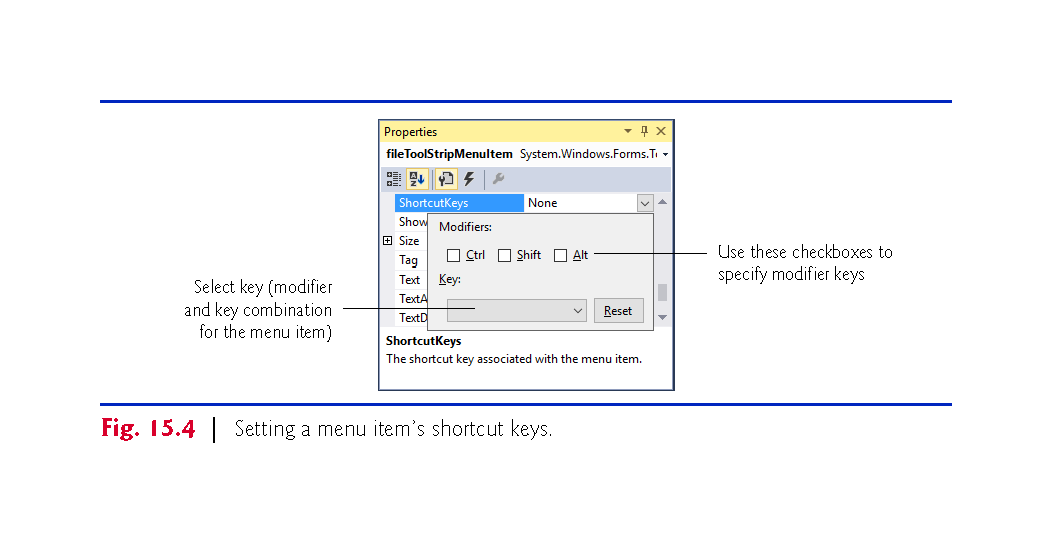 Properties
fileToolStripMenuItem System.Windows.Forms.T
ShortcutKeys None
Show
Size
Tag
Text
TextA
TextD
Modifiers:
Ctrl Shift Alt
Key:
Reset
ShortcutKeys
The shortcut key associated with the menu item.
Select key (modifier
and key combination
for the menu item)
Use these checkboxes to
specify modifier keys
Fig. 15.4 | Setting a menu item's shortcut keys.